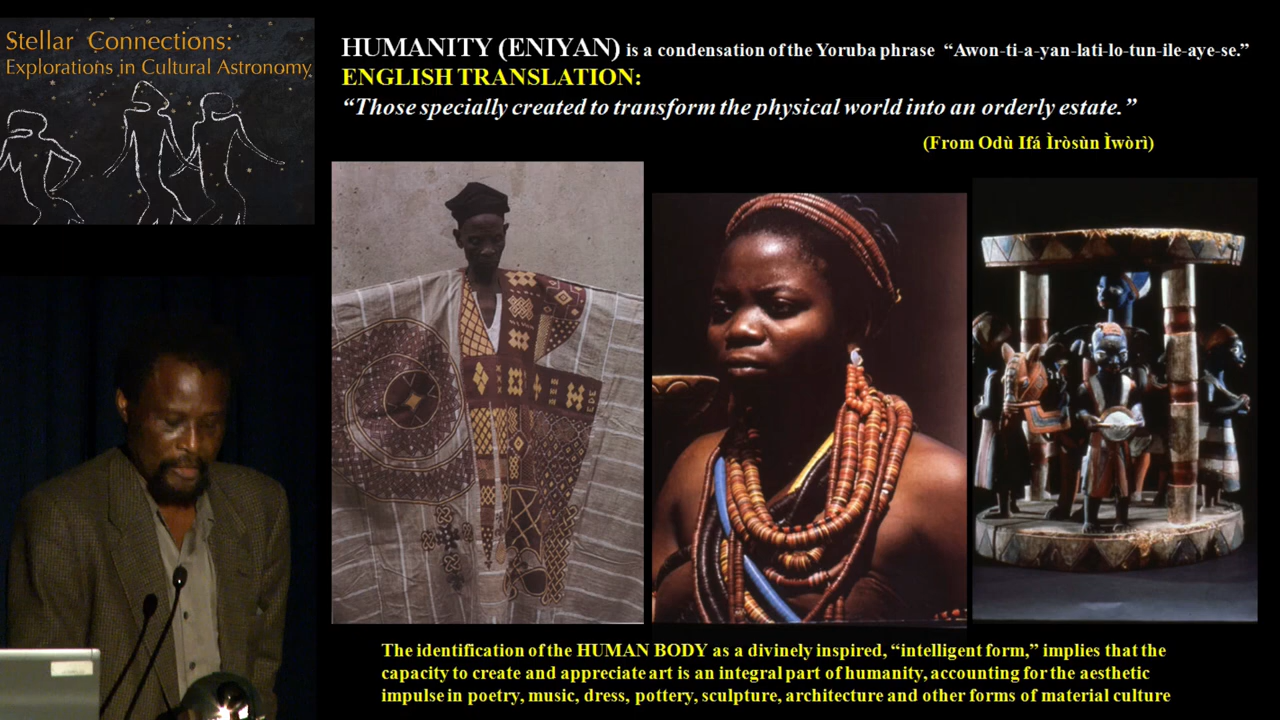 Stellar Connections:
Explorations in Cultural Astronomy
HUMANITY (ENIYAN) is a condensation of the Yoruba phrase “Awon-ti-a-yan-lati-lo-tun-ile-aye-se.”
ENGLISH TRANSLATION:
“Those specially created to transform the physical world into an orderly estate.”
(From Odù Ifá Ìròsùn Ìwòrì)
The identification of the HUMAN BODY as a divinely inspired, “intelligent form,” implies that the
capacity to create and appreciate art is an integral part of humanity, accounting for the aesthetic
impulse in poetry, music, dress, pottery, sculpture, architecture and other forms of material culture